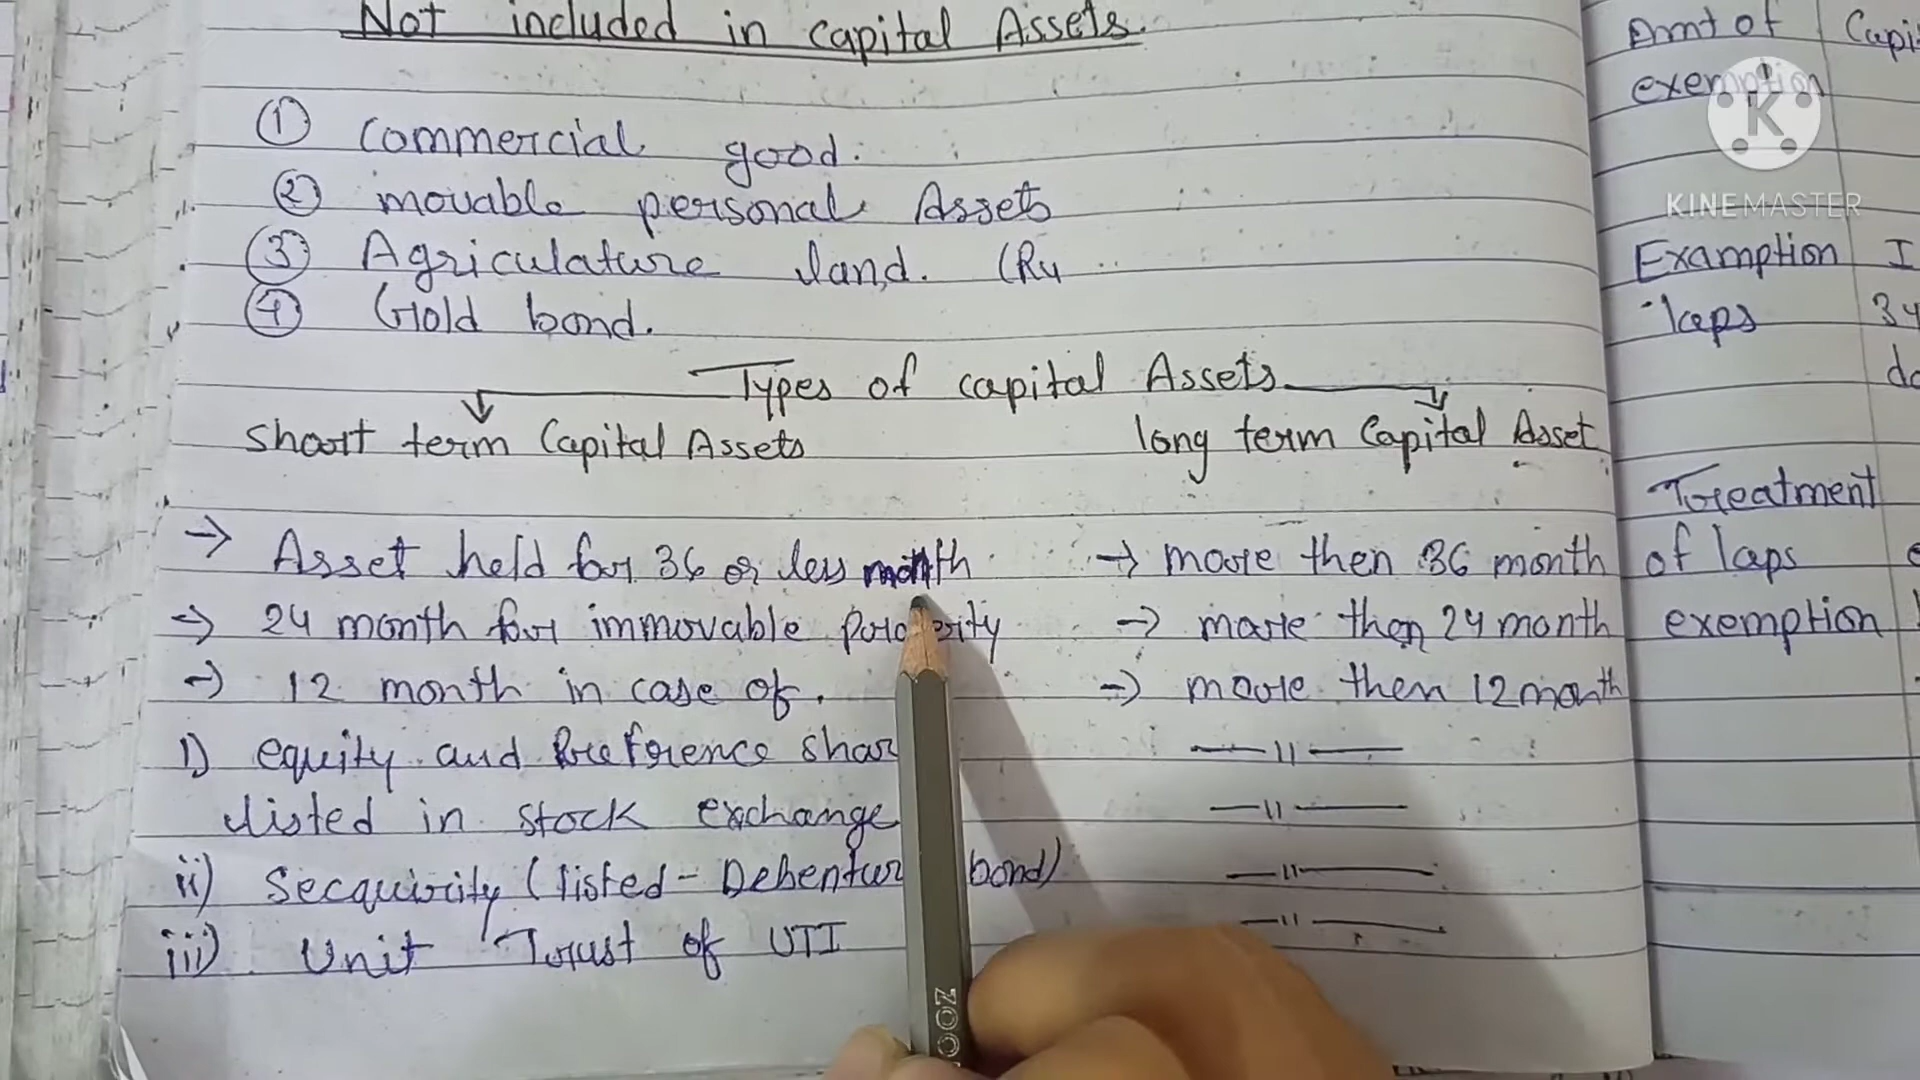 Not included in Capital Assets.
① Commercial good.
② movable personal Assets
③ Agriculature land. (Ru
④ Gold bond.
Types of capital Assets
Short term Capital Assets
long term Capital Asset
→ Asset held for 36 or less month
→ more then 36 month
→ 24 month for immovable
→ more then 24 month
→ 12 month in case of.
→ more then 12 month
i) equity and Preference shar
listed in stock exchange
ii) Secquirity (listed - Debentur bond)
iii) Unit Trust of UTI
Amt of Capi
exemption
Examption I
laps 34
do
Treatment
of laps
exemption
KINEMASTER
ZOO